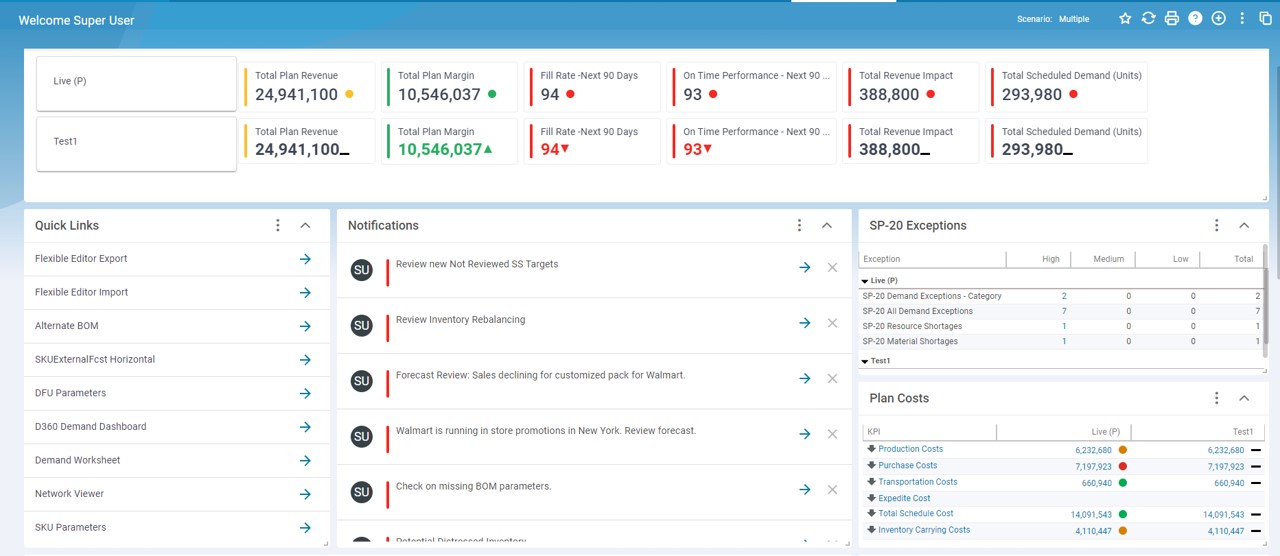 Welcome Super User
Scenario: Multiple
Live (P)
Total Plan Revenue
24,941,100
Total Plan Margin
10,546,037
Fill Rate -Next 90 Days
94
On Time Performance - Next 90 ...
93
Total Revenue Impact
388,800
Total Scheduled Demand (Units)
293,980
Test1
Total Plan Revenue
24,941,100
Total Plan Margin
10,546,037
Fill Rate -Next 90 Days
94
On Time Performance - Next 90 ...
93
Total Revenue Impact
388,800
Total Scheduled Demand (Units)
293,980
Quick Links
Flexible Editor Export
Flexible Editor Import
Alternate BOM
SKUExternalFcst Horizontal
DFU Parameters
D360 Demand Dashboard
Demand Worksheet
Network Viewer
SKU Parameters
Notifications
SU Review new Not Reviewed SS Targets
SU Review Inventory Rebalancing
SU Forecast Review: Sales declining for customized pack for Walmart.
SU Walmart is running in store promotions in New York. Review forecast.
SU Check on missing BOM parameters.
Potential Distressed Inventory
SP-20 Exceptions
Exception High Medium Low Total
Live (P)
SP-20 Demand Exceptions - Category 2 0 0 2
SP-20 All Demand Exceptions 7 0 0 7
SP-20 Resource Shortages 1 0 0 1
SP-20 Material Shortages 1 0 0 1
Test1
Plan Costs
KPI Live (P) Test1
Production Costs 6,232,680 6,232,680
Purchase Costs 7,197,923 7,197,923
Transportation Costs 660,940 660,940
Expedite Cost
Total Schedule Cost 14,091,543 14,091,543
Inventory Carrying Costs 4,110,447 4,110,447